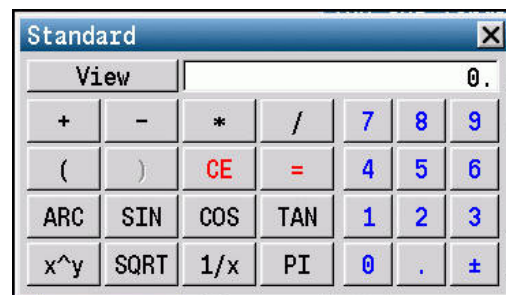 Standard
View 0.
+ - * / 7 8 9
( ) CE = 4 5 6
ARC SIN COS TAN 1 2 3
x^y SQRT 1/x PI 0 . ±